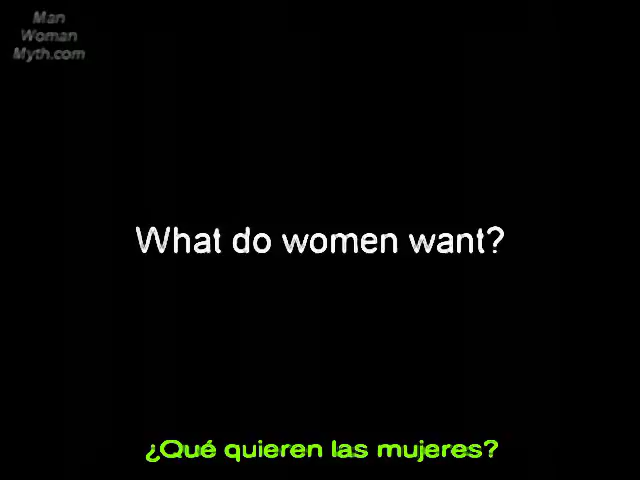 Man
Woman
Myth.com
What do women want?
¿Qué quieren las mujeres?